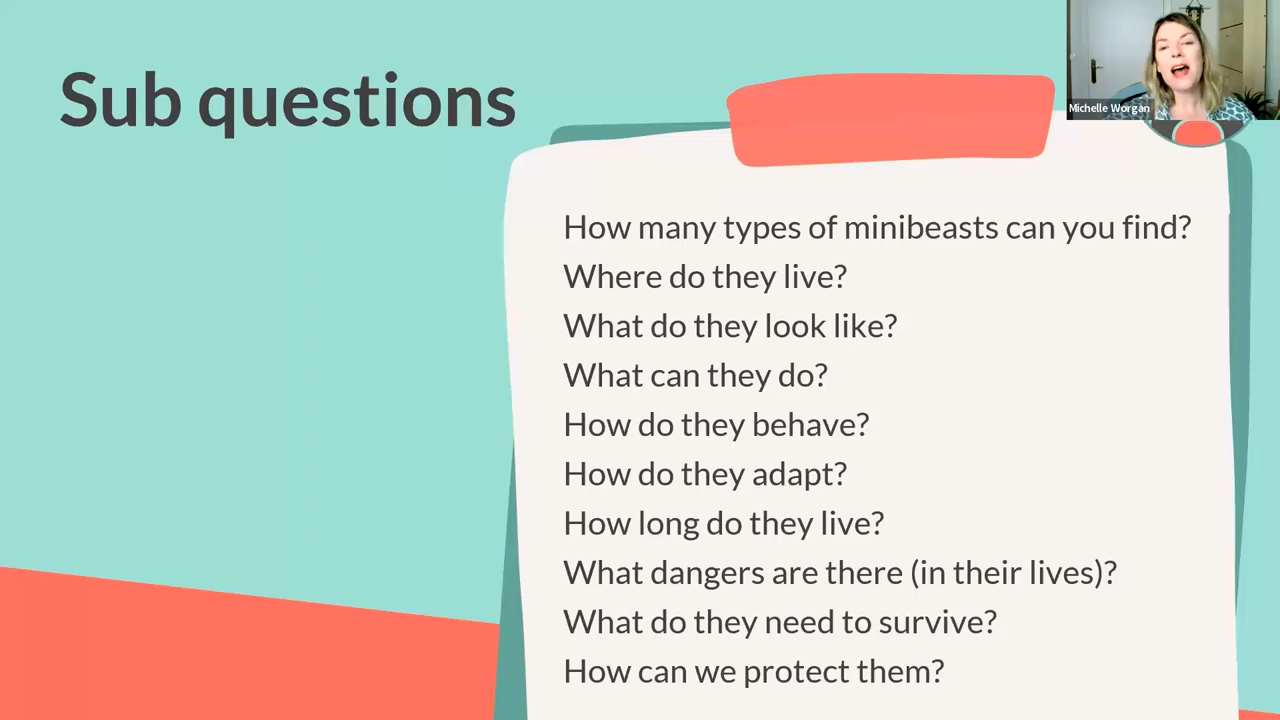 Sub questions
Michelle Worgan
How many types of minibeasts can you find?
Where do they live?
What do they look like?
What can they do?
How do they behave?
How do they adapt?
How long do they live?
What dangers are there (in their lives)?
What do they need to survive?
How can we protect them?